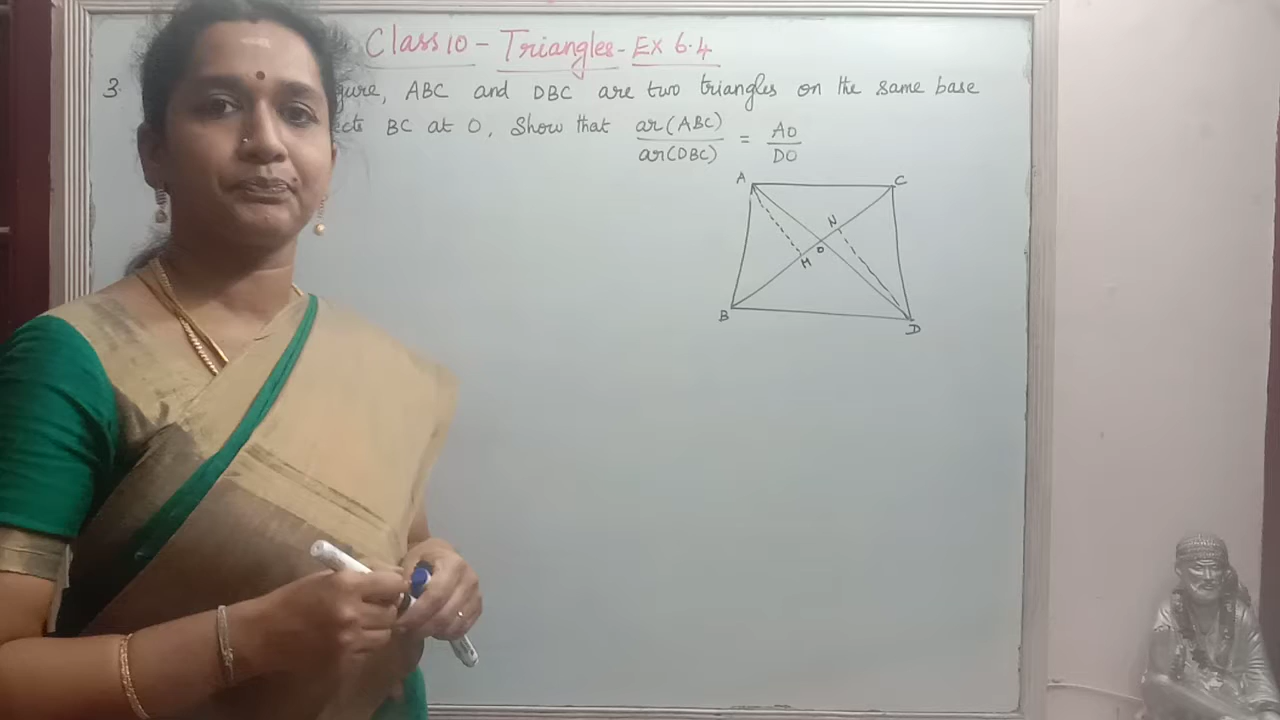 Class 10 - Triangles - EX 6.4
3. gure, ABC and DBC are two triangles on the same base
ects BC at O, Show that ar(ABC)/ar(DBC) = AO/DO
A C
N
O
M
B D